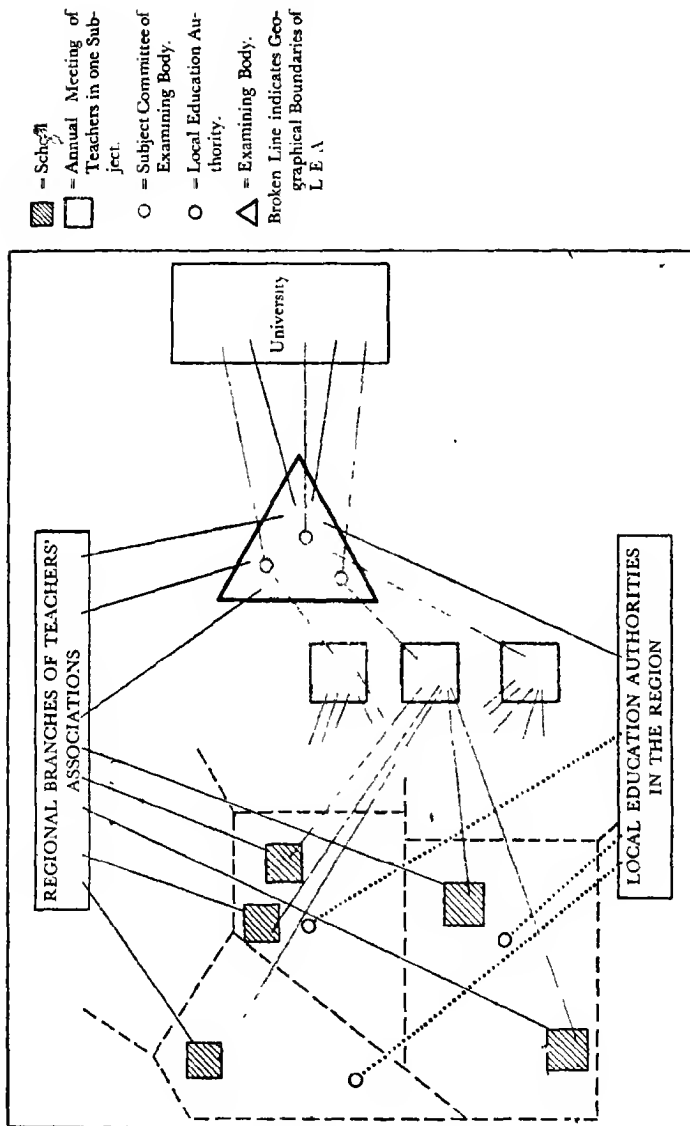 = School
= Annual Meeting of
Teachers in one Sub-
ject.
= Subject Committee of
Examining Body.
= Local Education Au-
thority.
= Examining Body.
Broken Line indicates Geo-
graphical Boundaries of
L E A
REGIONAL BRANCHES OF TEACHERS'
ASSOCIATIONS
University
LOCAL EDUCATION AUTHORITIES
IN THE REGION